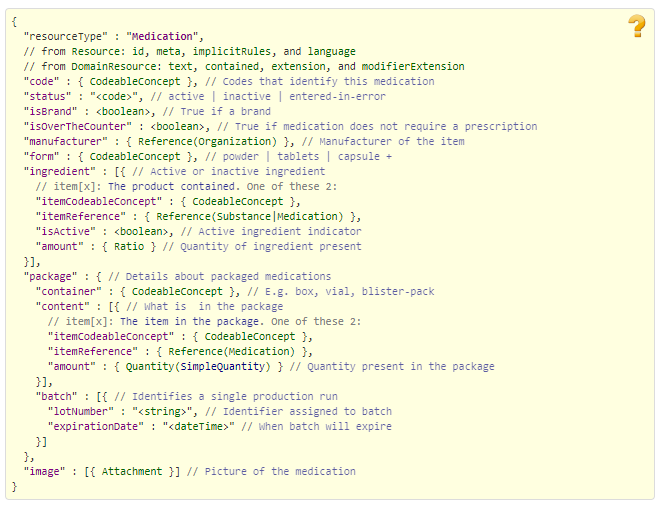 {
"resourceType" : "Medication",
// from Resource: id, meta, implicitRules, and language
// from DomainResource: text, contained, extension, and modifierExtension
"code" : { CodeableConcept }, // Codes that identify this medication
"status" : "<code>", // active | inactive | entered-in-error
"isBrand" : <boolean>, // True if a brand
"isOverTheCounter" : <boolean>, // True if medication does not require a prescription
"manufacturer" : { Reference(Organization) }, // Manufacturer of the item
"form" : { CodeableConcept }, // powder | tablets | capsule +
"ingredient" : [{ // Active or inactive ingredient
// item[x]: The product contained. One of these 2:
"itemCodeableConcept" : { CodeableConcept },
"itemReference" : { Reference(Substance|Medication) },
"isActive" : <boolean>, // Active ingredient indicator
"amount" : { Ratio } // Quantity of ingredient present
}],
"package" : { // Details about packaged medications
"container" : { CodeableConcept }, // E.g. box, vial, blister-pack
"content" : [{ // What is  in the package
// item[x]: The item in the package. One of these 2:
"itemCodeableConcept" : { CodeableConcept },
"itemReference" : { Reference(Medication) },
"amount" : { Quantity(SimpleQuantity) } // Quantity present in the package
}],
"batch" : [{ // Identifies a single production run
"lotNumber" : "<string>", // Identifier assigned to batch
"expirationDate" : "<dateTime>" // When batch will expire
}]
},
"image" : [{ Attachment }] // Picture of the medication
}